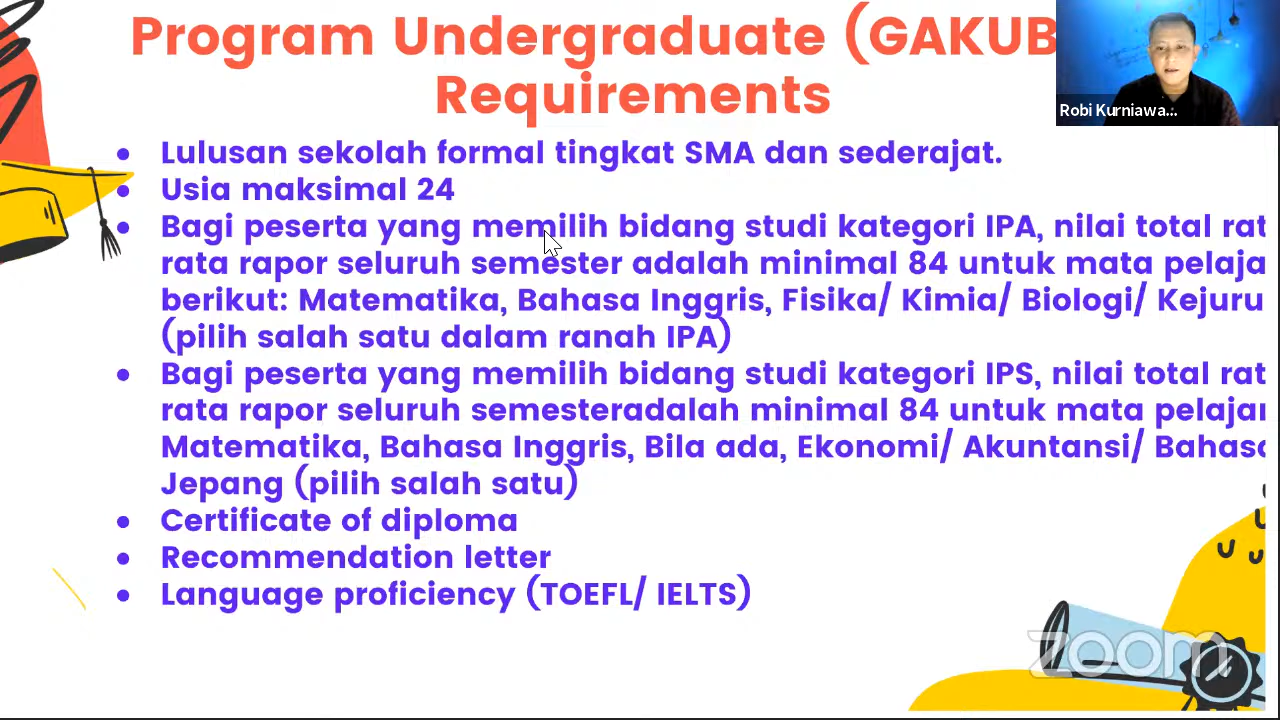 Program Undergraduate (GAKUB
Requirements
Robi Kurniawa...
• Lulusan sekolah formal tingkat SMA dan sederajat.
• Usia maksimal 24
• Bagi peserta yang memilih bidang studi kategori IPA, nilai total rat
rata rapor seluruh semester adalah minimal 84 untuk mata pelaja
berikut: Matematika, Bahasa Inggris, Fisika/ Kimia/ Biologi/ Kejuru
(pilih salah satu dalam ranah IPA)
• Bagi peserta yang memilih bidang studi kategori IPS, nilai total rat
rata rapor seluruh semesteradalah minimal 84 untuk mata pelajar
Matematika, Bahasa Inggris, Bila ada, Ekonomi/ Akuntansi/ Bahasa
Jepang (pilih salah satu)
• Certificate of diploma
• Recommendation letter
• Language proficiency (TOEFL/ IELTS)
zoom